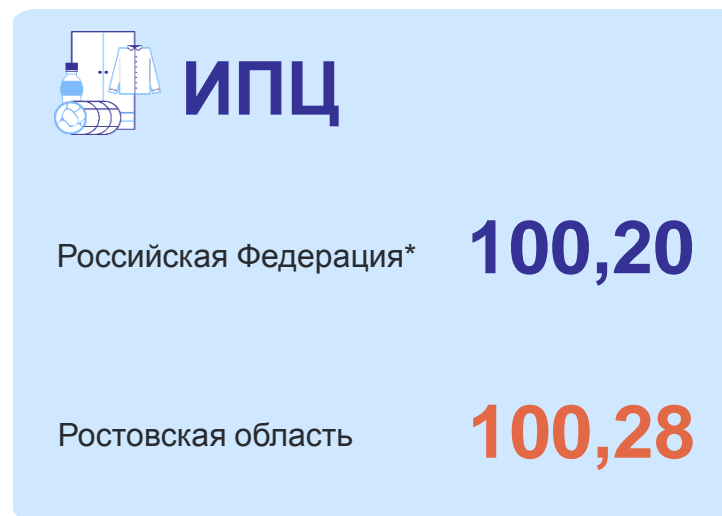 ИПЦ
Российская Федерация* 100,20
Ростовская область 100,28